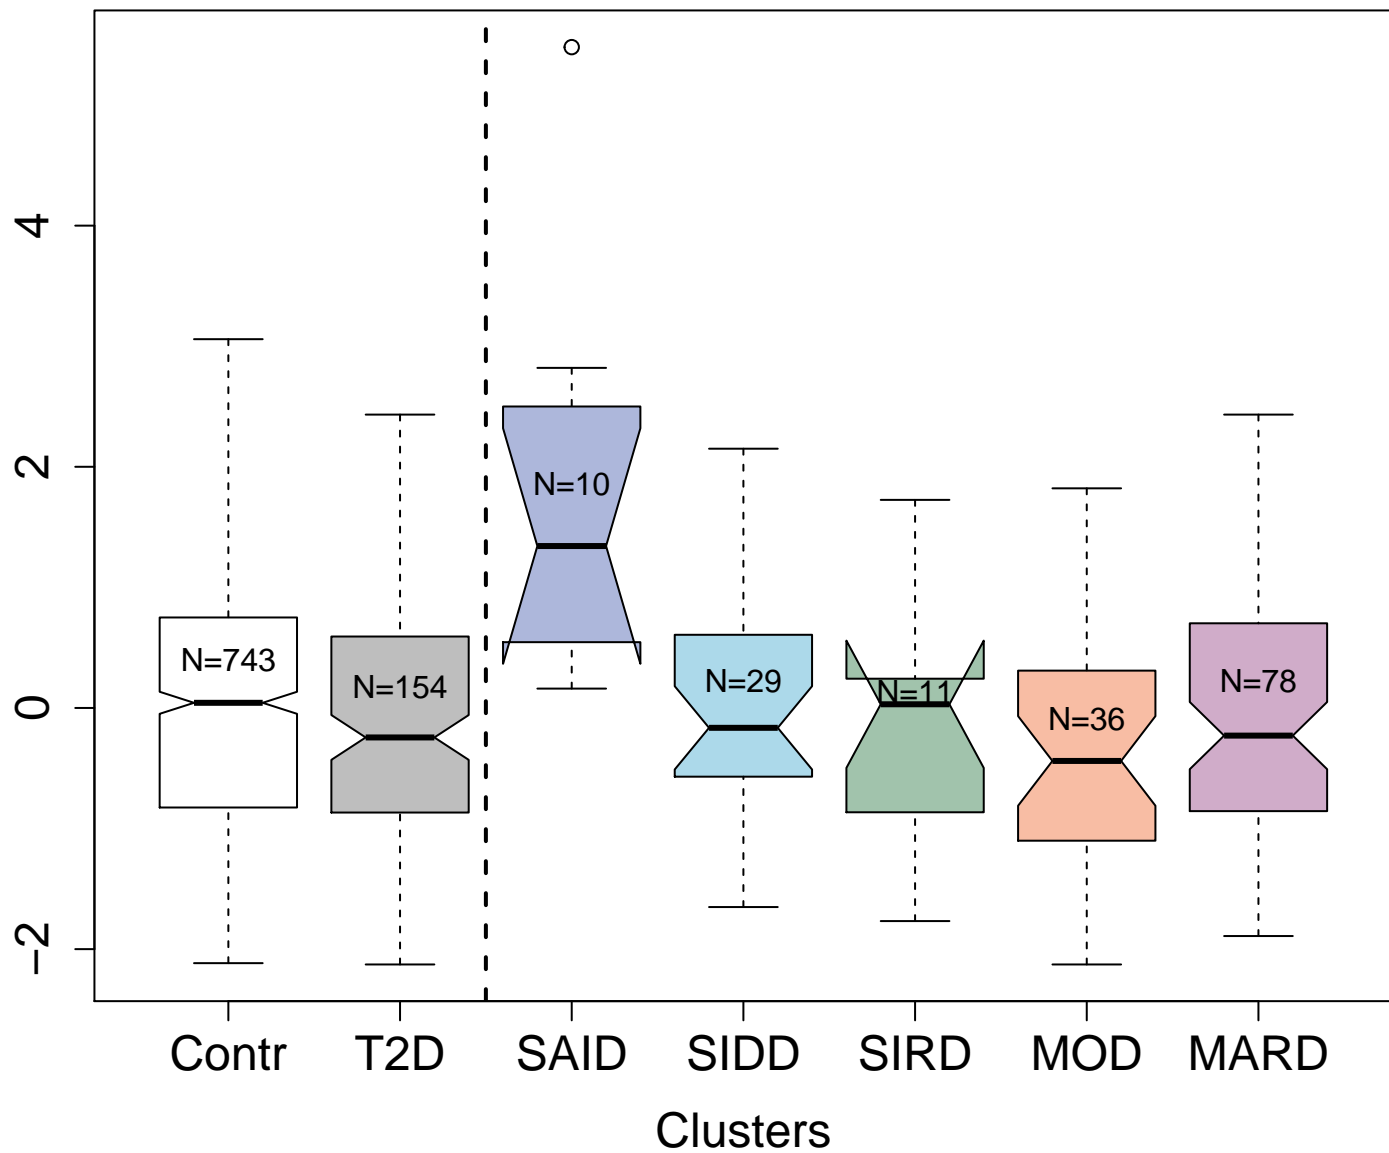 4
2
0
−2
N=743
N=154
N=10
N=29
N=11
N=36
N=78
Contr T2D SAID SIDD SIRD MOD MARD
Clusters